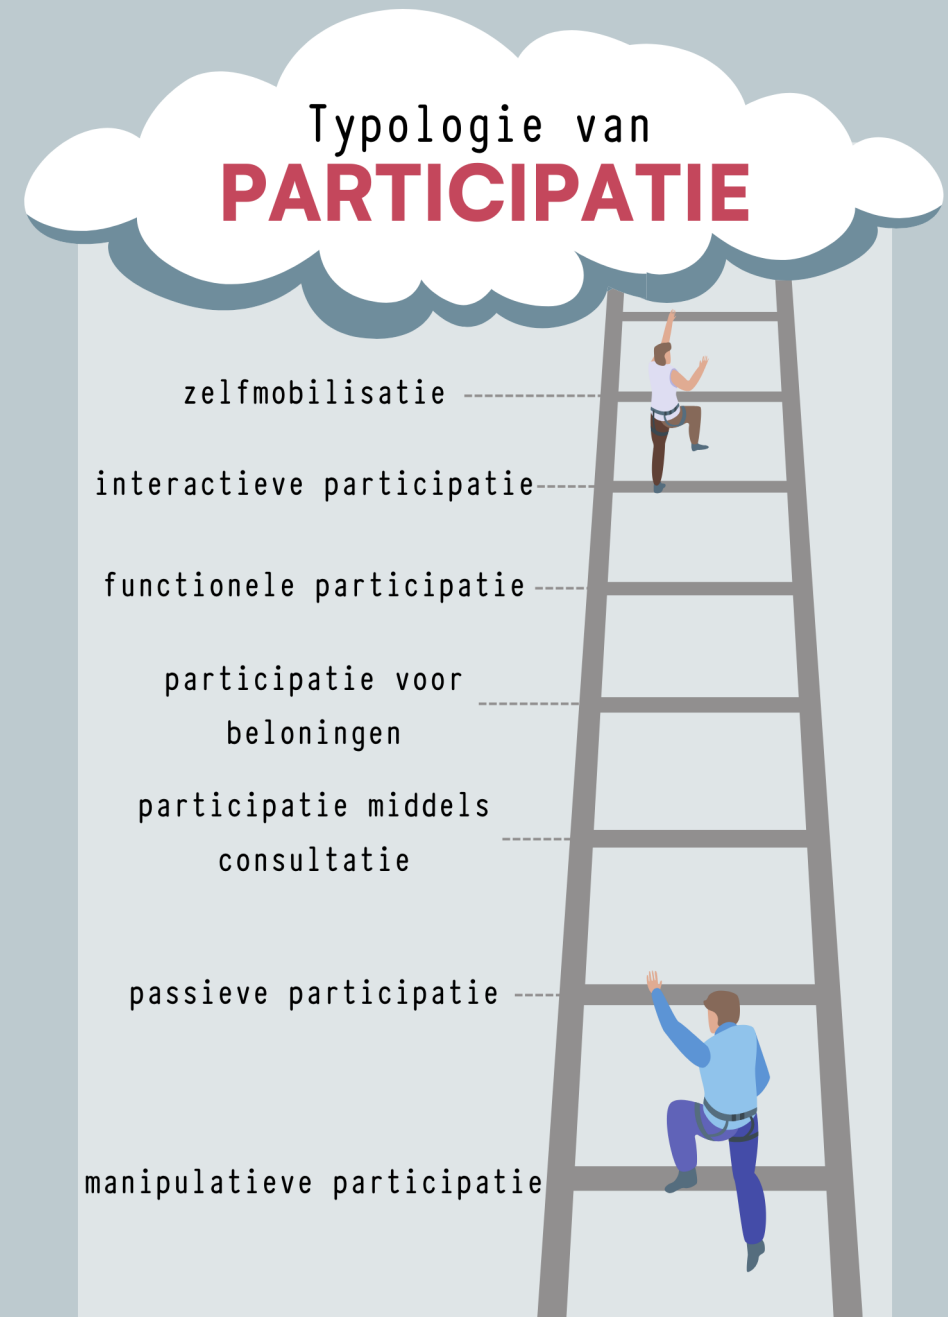 Typologie van
PARTICIPATIE
zelfmobilisatie
interactieve participatie
functionele participatie
participatie voor
beloningen
participatie middels
consultatie
passieve participatie
manipulatieve participatie